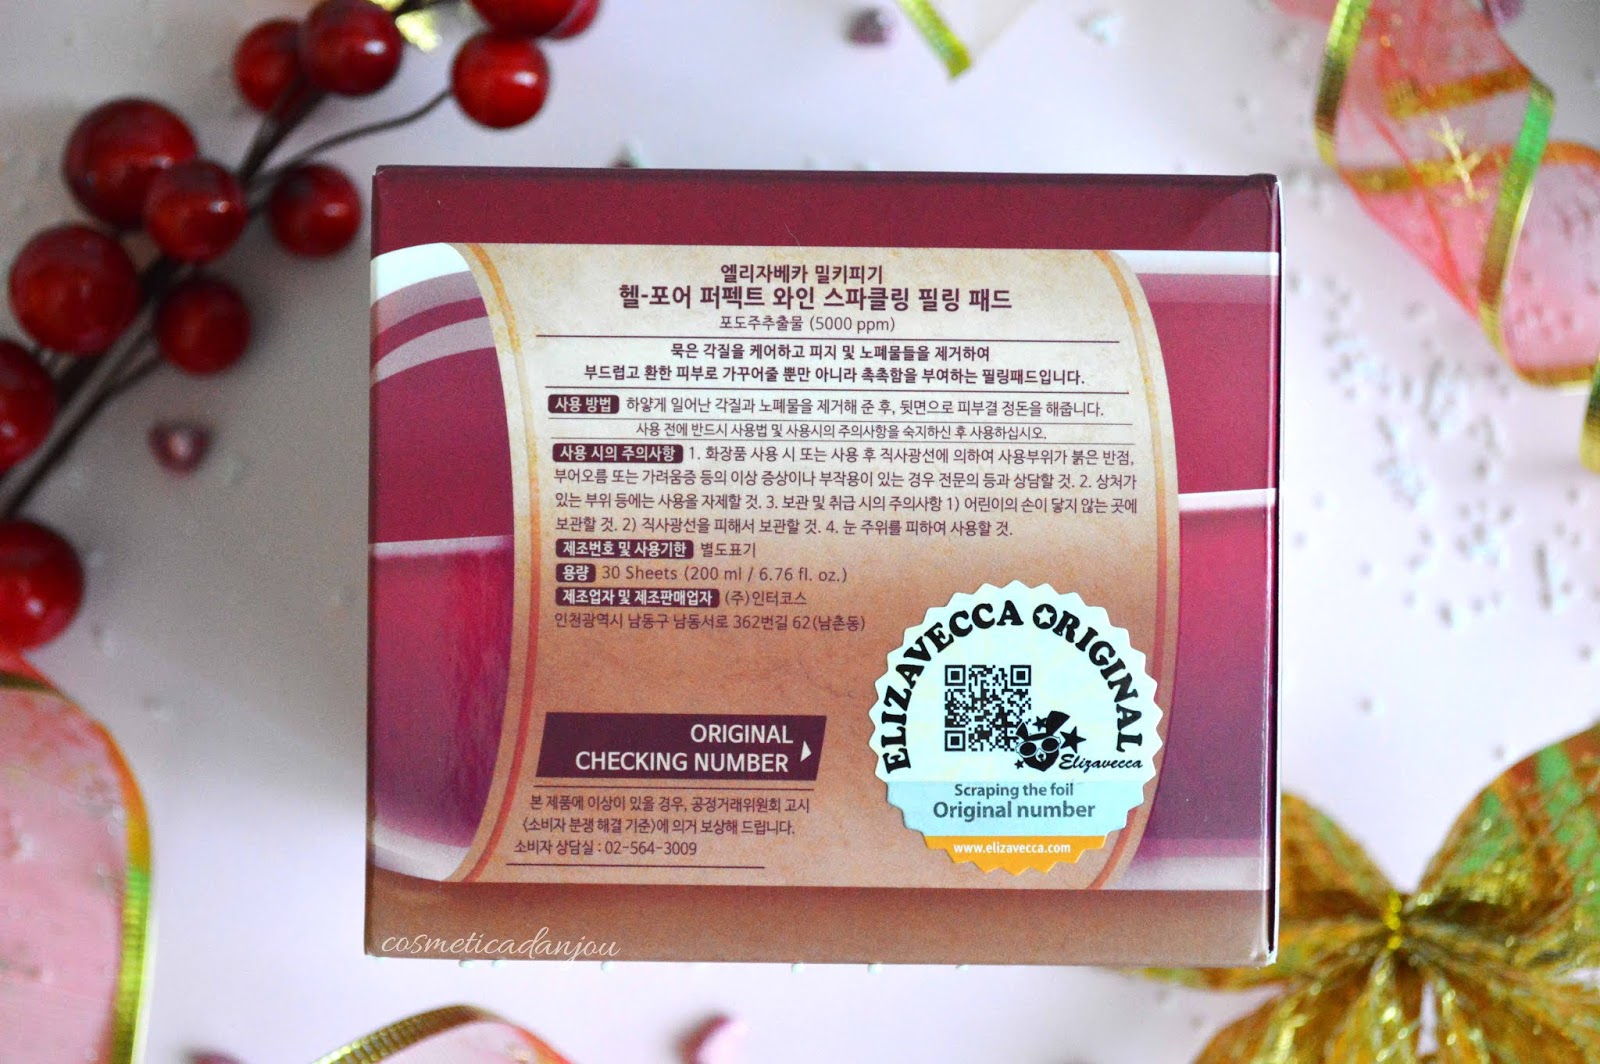 엘리자베카 밀키피기
헬-포어 퍼펙트 와인 스파클링 필링 패드
포도주추출물 (5000 ppm)
묵은 각질을 케어하고 피지 및 노폐물들을 제거하여
부드럽고 환한 피부로 가꾸어줄 뿐만 아니라 촉촉함을 부여하는 필링패드입니다.
사용 방법 하얗게 일어난 각질과 노폐물을 제거해 준 후, 뒷면으로 피부결 정돈을 해줍니다.
사용 전에 반드시 사용법 및 사용시의 주의사항을 숙지하신 후 사용하십시오.
사용 시의 주의사항 1. 화장품 사용 시 또는 사용 후 직사광선에 의하여 사용부위가 붉은 반점,
부어오름 또는 가려움증 등의 이상 증상이나 부작용이 있는 경우 전문의 등과 상담할 것. 2. 상처가
있는 부위 등에는 사용을 자제할 것. 3. 보관 및 취급 시의 주의사항 1) 어린이의 손이 닿지 않는 곳에
보관할 것. 2) 직사광선을 피해서 보관할 것. 4. 눈 주위를 피하여 사용할 것.
제조번호 및 사용기한 별도표기
용량 30 Sheets (200 ml / 6.76 fl. oz.)
제조업자 및 제조판매업자 (주)인터코스
인천광역시 남동구 남동서로 362번길 62(남촌동)
ORIGINAL
CHECKING NUMBER
본 제품에 이상이 있을 경우, 공정거래위원회 고시
<소비자 분쟁 해결 기준>에 의거 보상해 드립니다.
소비자 상담실 : 02-564-3009
ELIZAVECCA ORIGINAL
Elizavecca
Scraping the foil
Original number
www.elizavecca.com
cosmeticadanjou